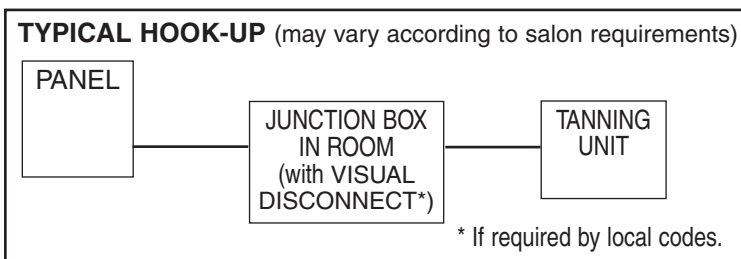 TYPICAL HOOK-UP (may vary according to salon requirements)
PANEL
JUNCTION BOX
IN ROOM
(with VISUAL
DISCONNECT*)
TANNING
UNIT
* If required by local codes.